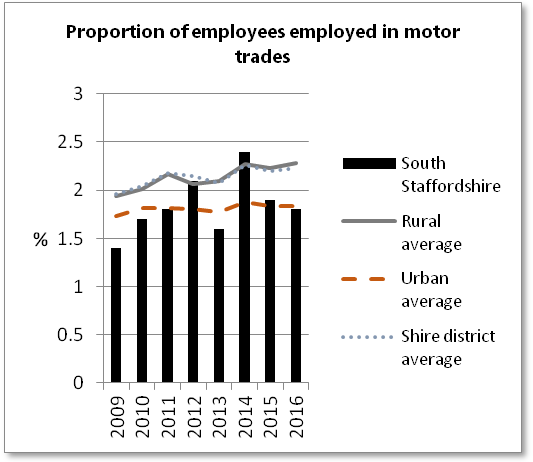 Proportion of employees employed in motor
trades
3
2.5
2
1.5
1
0.5
0
%
2009 2010 2011 2012 2013 2014 2015 2016
South
Staffordshire
Rural
average
Urban
average
Shire district
average